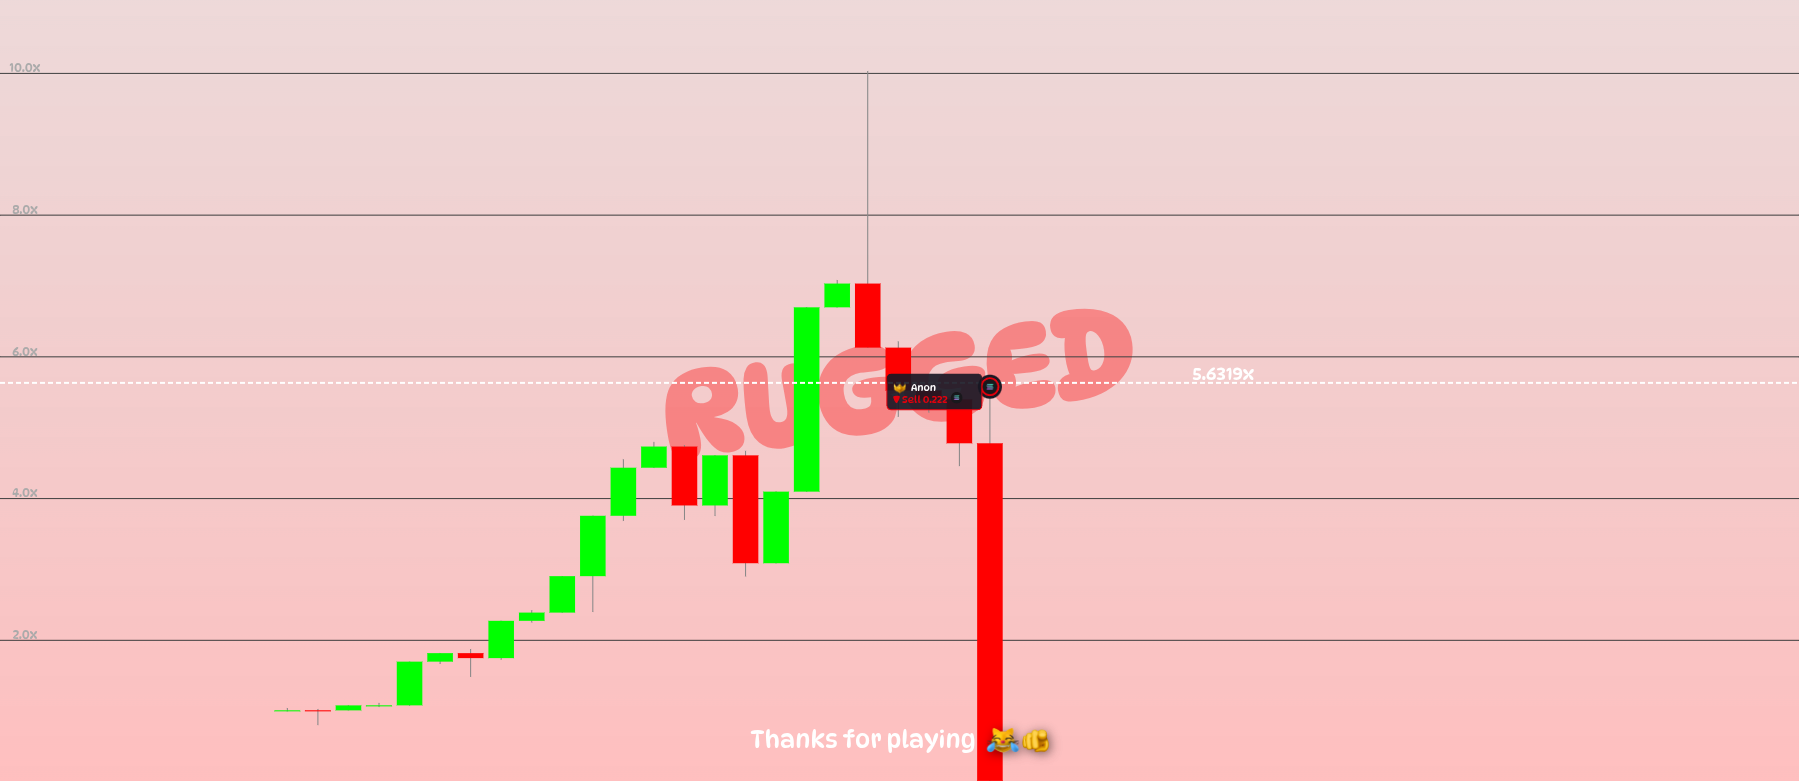 10.0x
8.0x
RUGGED
6.0x
5.6319x
Anon
Sell 0.222
4.0x
2.0x
Thanks for playing